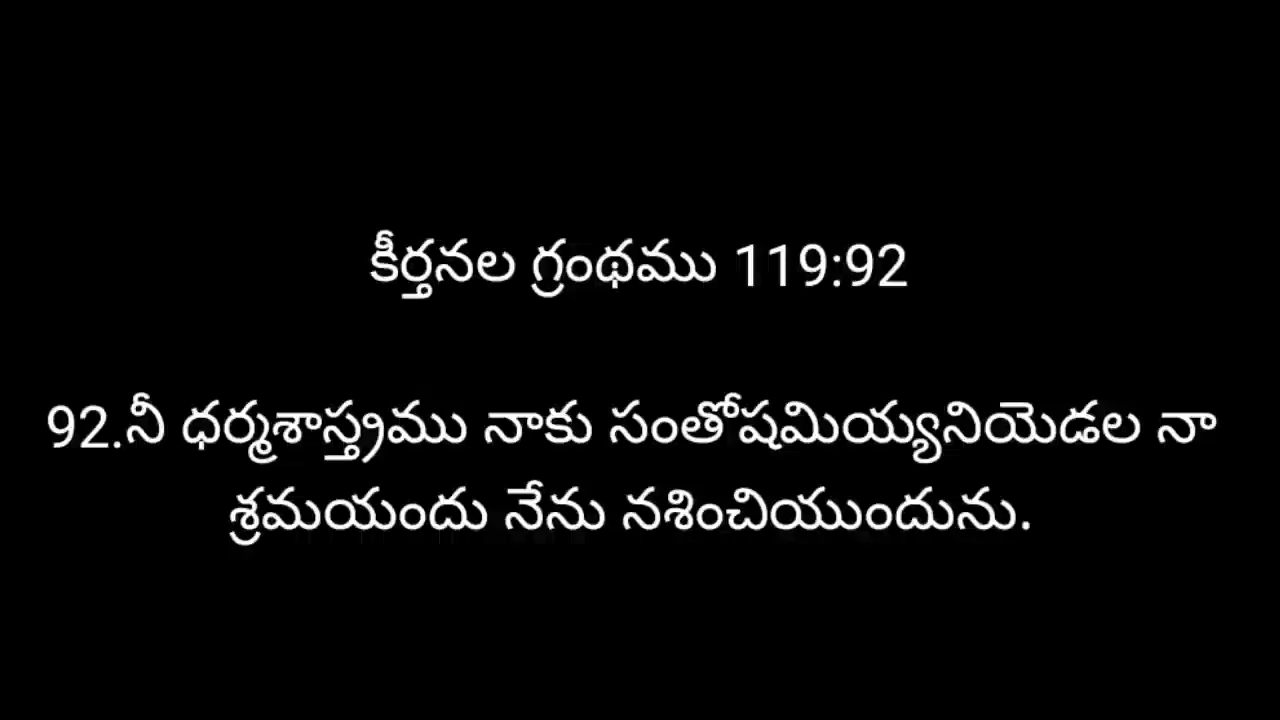 కీర్తనల గ్రంథము 119:92
92.నీ ధర్మశాస్త్రము నాకు సంతోషమియ్యనియెడల నా
శ్రమయందు నేను నశించియుందును.